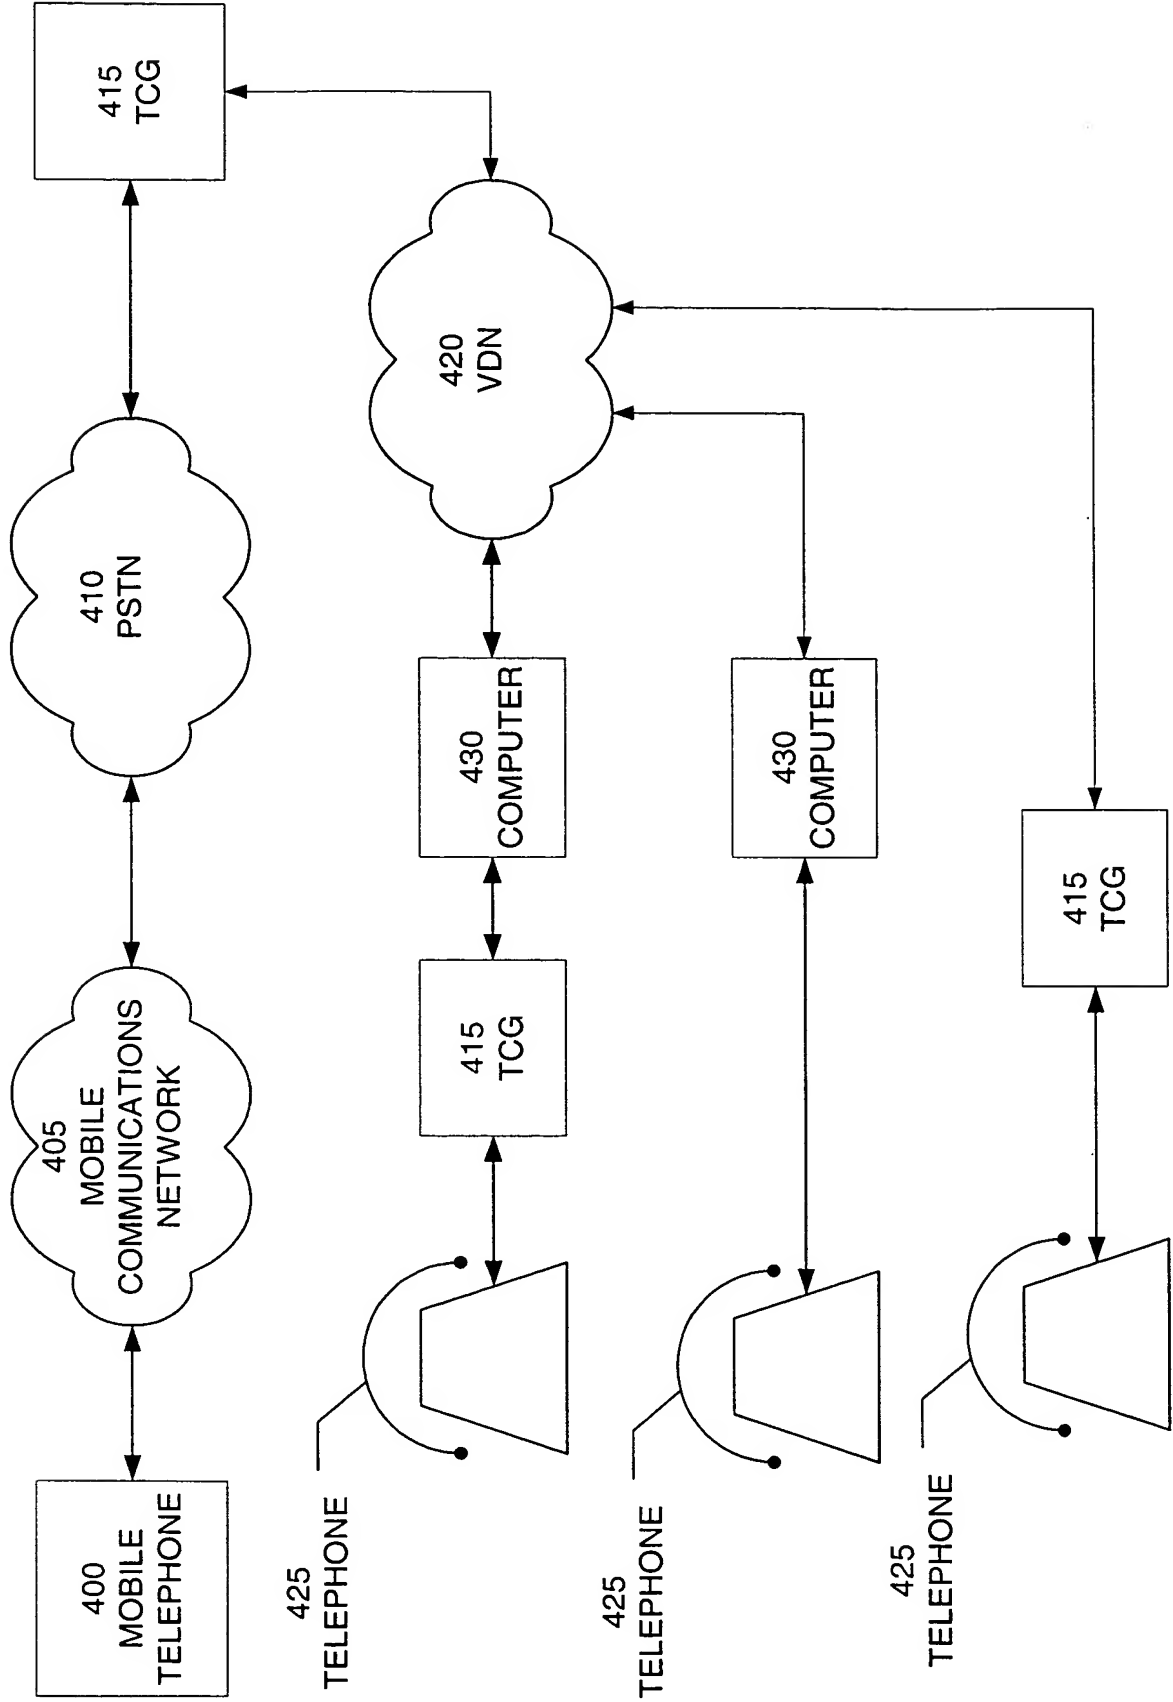 400
MOBILE
TELEPHONE
405
MOBILE
COMMUNICATIONS
NETWORK
410
PSTN
415
TCG
425
TELEPHONE
415
TCG
430
COMPUTER
420
VDN
425
TELEPHONE
430
COMPUTER
425
TELEPHONE
415
TCG